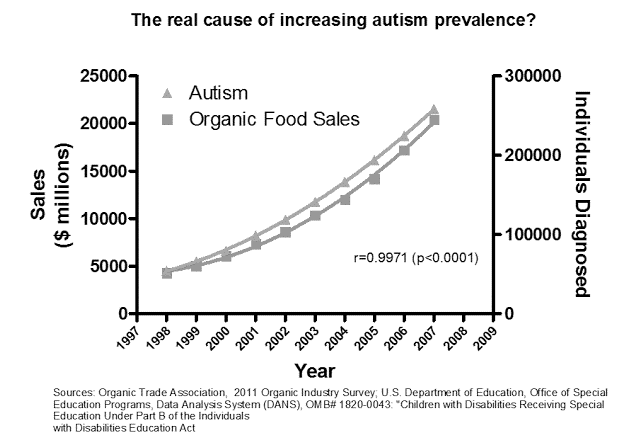 The real cause of increasing autism prevalence?
25000
20000
15000
10000
5000
0
Sales
($ millions)
Autism
Organic Food Sales
r=0.9971 (p<0.0001)
300000
200000
100000
0
Individuals Diagnosed
1997 1998 1999 2000 2001 2002 2003 2004 2005 2006 2007 2008 2009
Year
Sources: Organic Trade Association, 2011 Organic Industry Survey; U.S. Department of Education, Office of Special
Education Programs, Data Analysis System (DANS), OMB# 1820-0043: "Children with Disabilities Receiving Special
Education Under Part B of the Individuals
with Disabilities Education Act